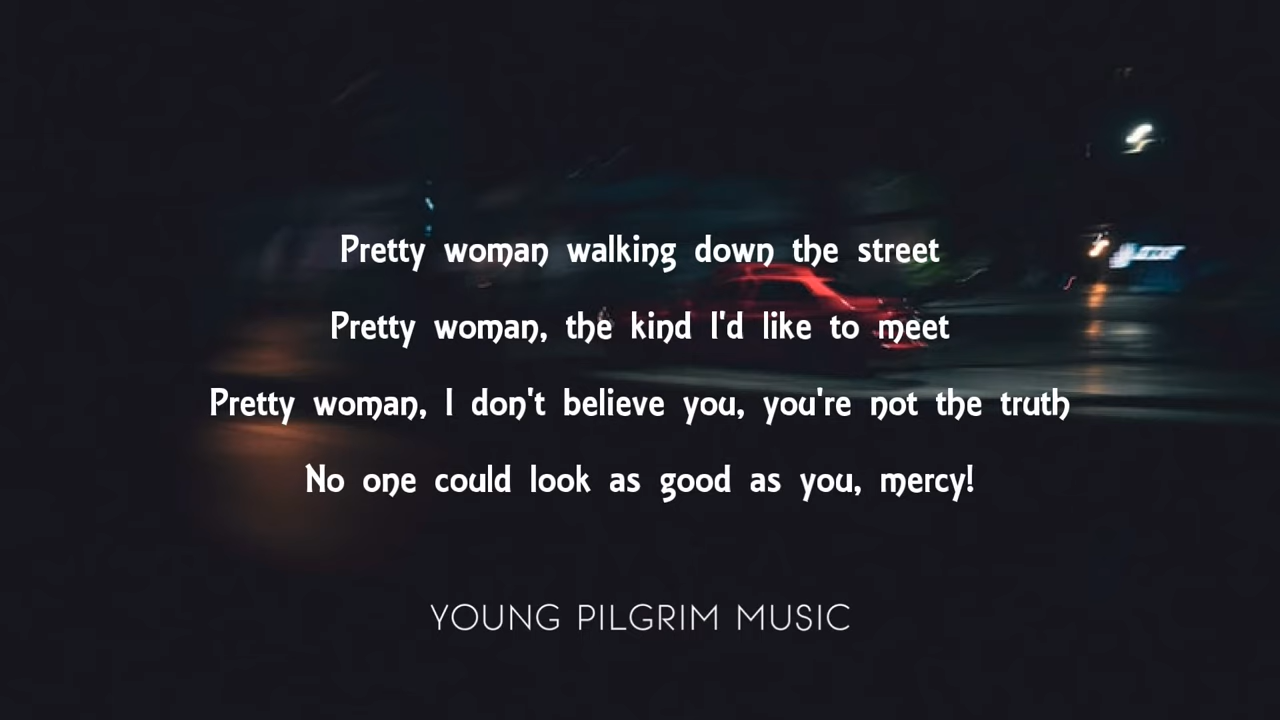 Pretty woman walking down the street
Pretty woman, the kind I'd like to meet
Pretty woman, I don't believe you, you're not the truth
No one could look as good as you, mercy!
YOUNG PILGRIM MUSIC